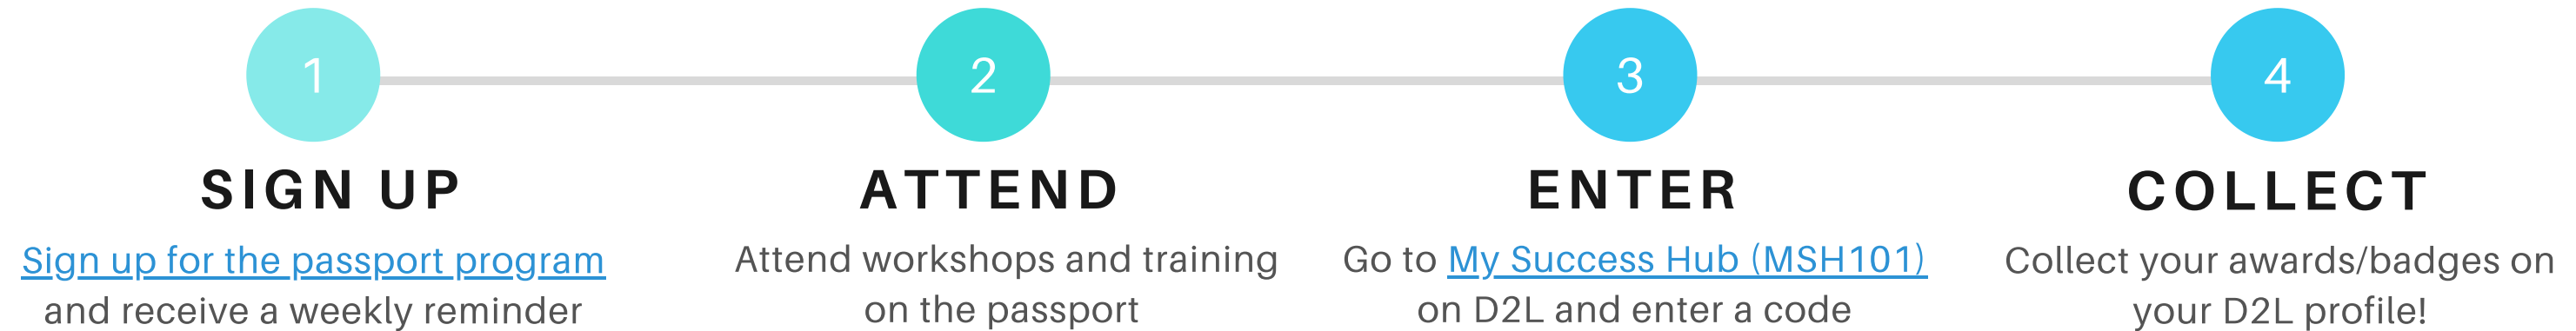 1
SIGN UP
Sign up for the passport program
and receive a weekly reminder
2
ATTEND
Attend workshops and training
on the passport
3
ENTER
Go to My Success Hub (MSH101)
on D2L and enter a code
4
COLLECT
Collect your awards/badges on
your D2L profile!